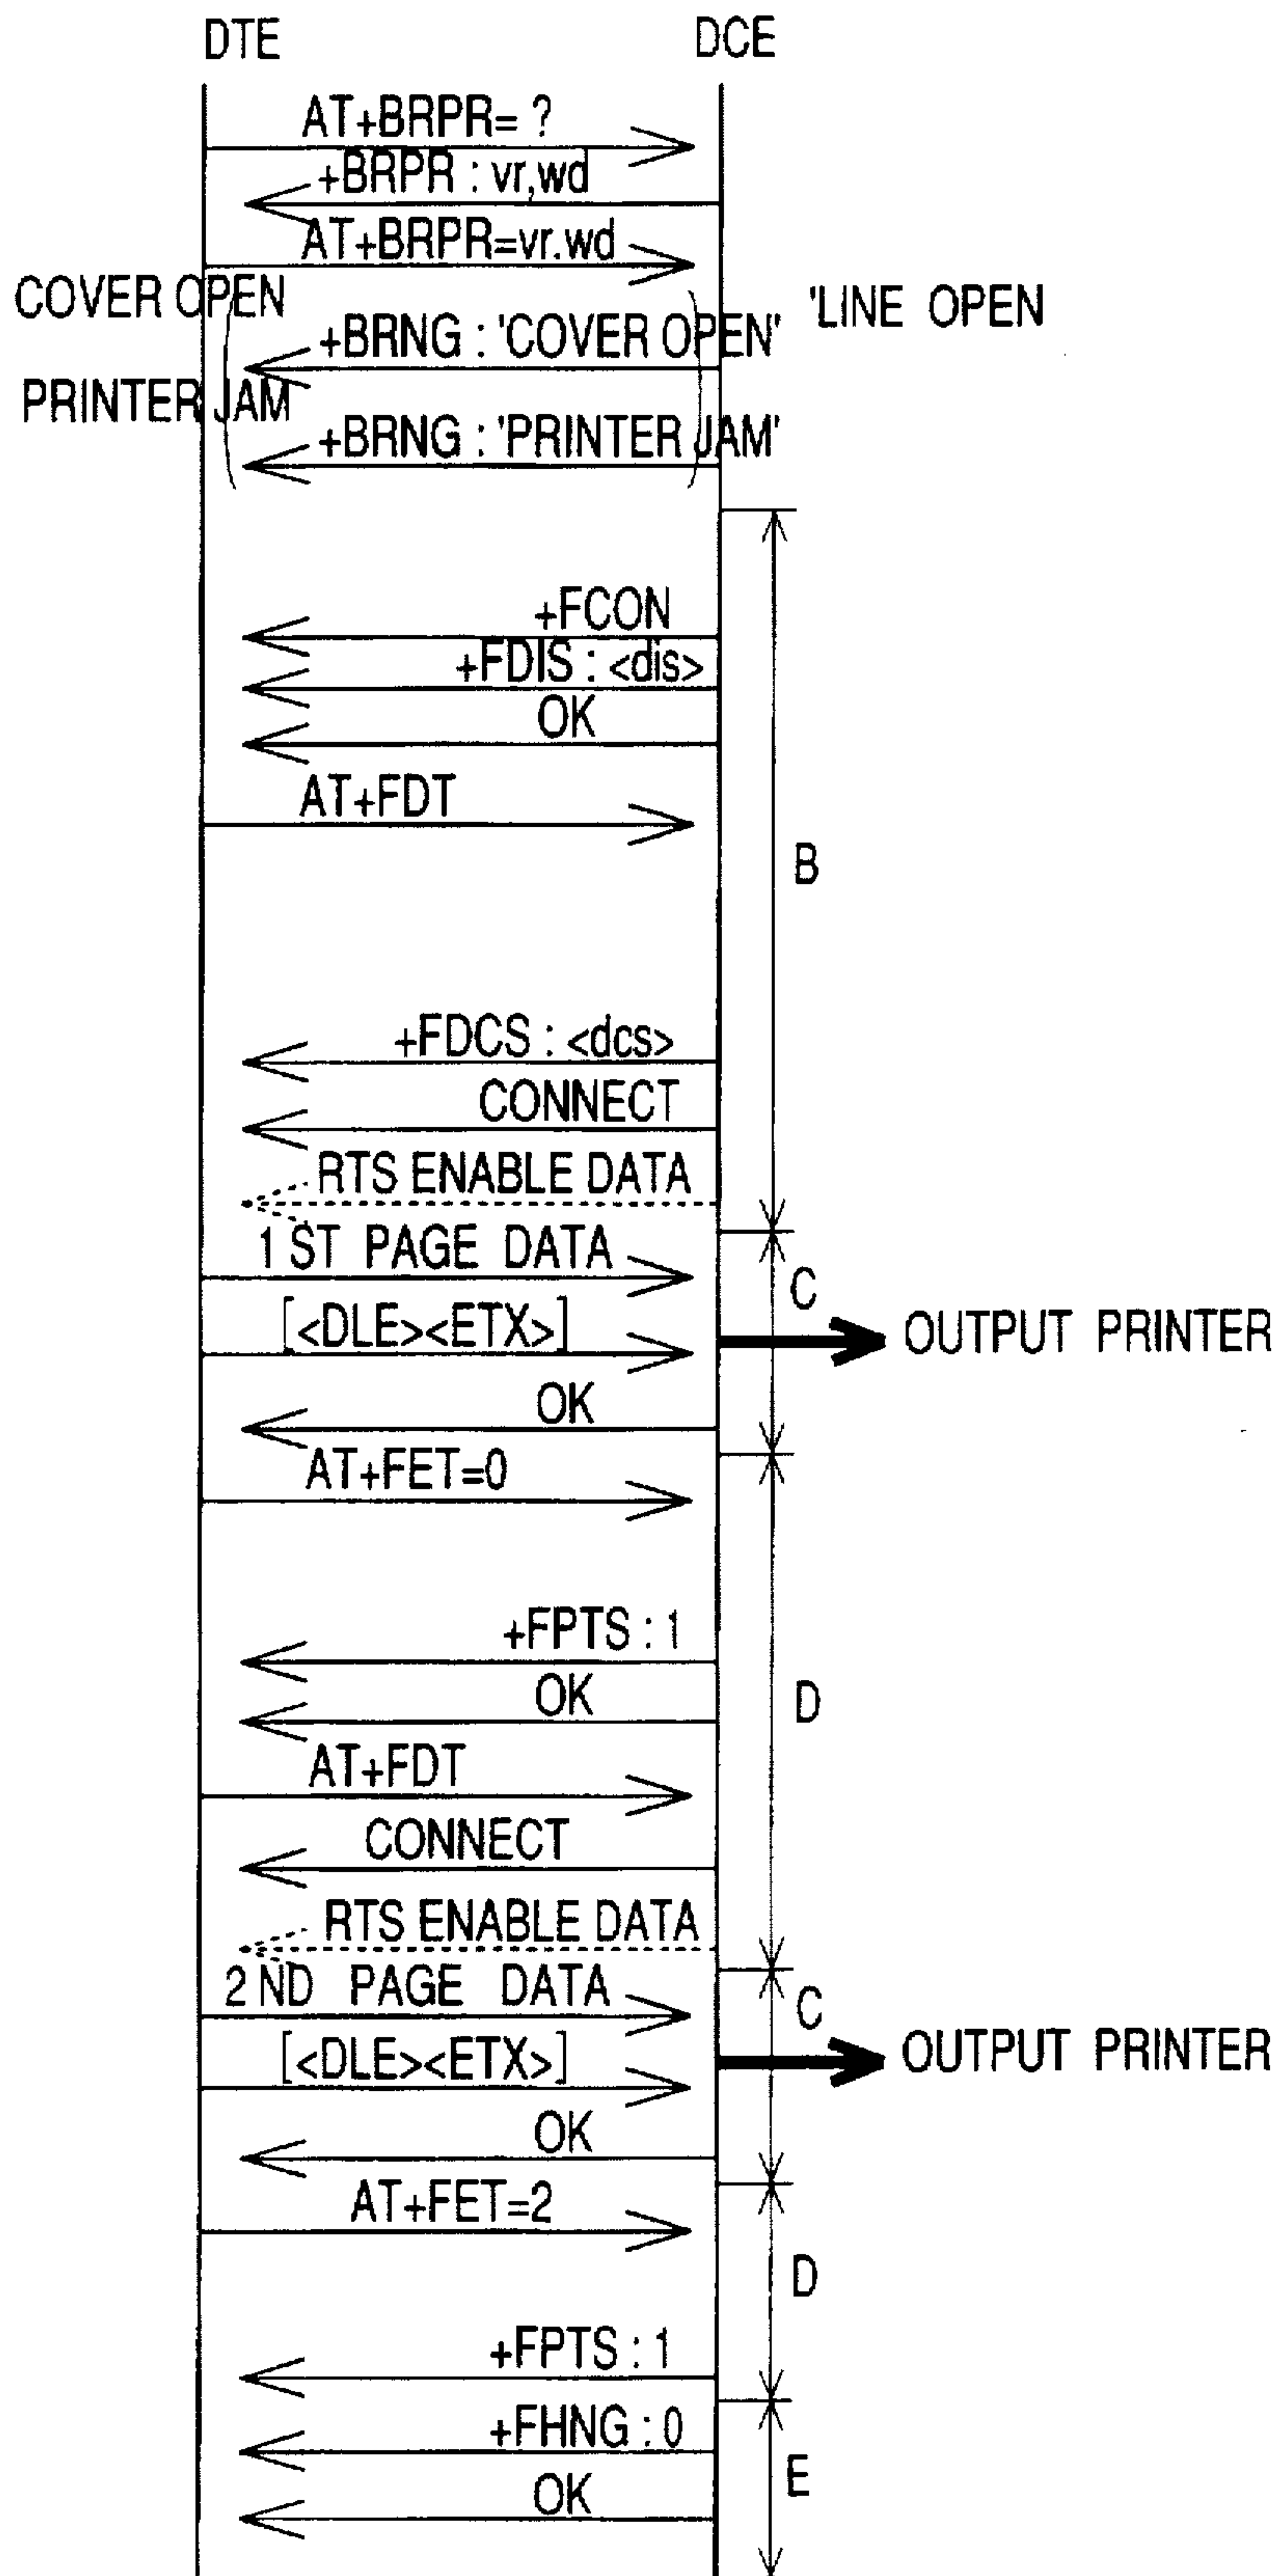 DTE DCE
AT+BRPR= ?
+BRPR : vr,wd
AT+BRPR=vr.wd
COVER OPEN
'LINE OPEN
+BRNG : 'COVER OPEN'
PRINTER JAM
+BRNG : 'PRINTER JAM'
+FCON
+FDIS : <dis>
OK
AT+FDT
B
+FDCS : <dcs>
CONNECT
RTS ENABLE DATA
1 ST PAGE DATA
C
[<DLE><ETX>]
OUTPUT PRINTER
OK
AT+FET=0
+FPTS : 1
OK
D
AT+FDT
CONNECT
RTS ENABLE DATA
2 ND PAGE DATA
C
[<DLE><ETX>]
OUTPUT PRINTER
OK
AT+FET=2
D
+FPTS : 1
+FHNG : 0
E
OK